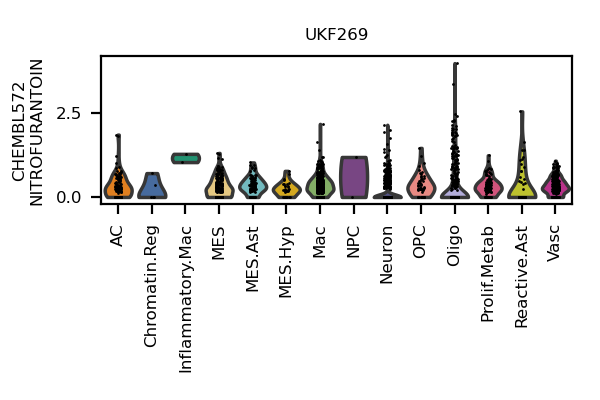 UKF269
CHEMBL572
NITROFURANTOIN
2.5
0.0
AC
Chromatin.Reg
Inflammatory.Mac
MES
MES.Ast
MES.Hyp
Mac
NPC
Neuron
OPC
Oligo
Prolif.Metab
Reactive.Ast
Vasc